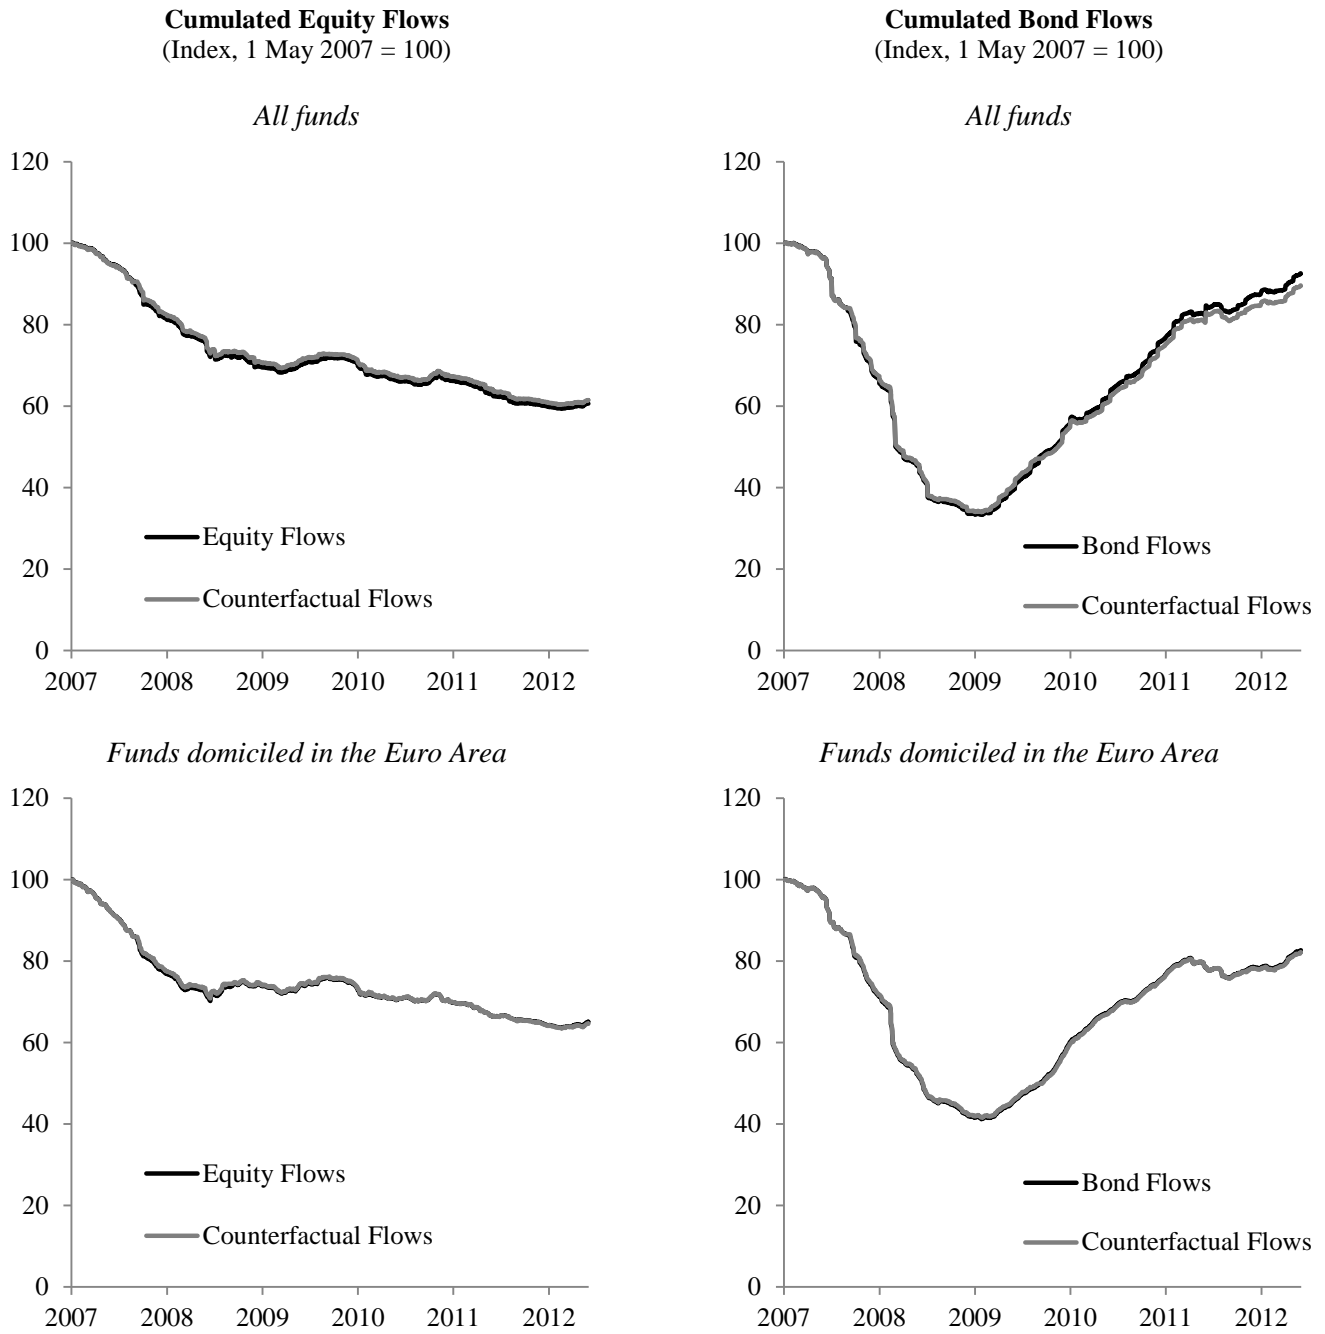 Cumulated Equity Flows
(Index, 1 May 2007 = 100)
All funds
120
100
80
60
40
20
0
Equity Flows
Counterfactual Flows
2007 2008 2009 2010 2011 2012
Cumulated Bond Flows
(Index, 1 May 2007 = 100)
All funds
120
100
80
60
40
20
0
Bond Flows
Counterfactual Flows
2007 2008 2009 2010 2011 2012
Funds domiciled in the Euro Area
120
100
80
60
40
20
0
Equity Flows
Counterfactual Flows
2007 2008 2009 2010 2011 2012
Funds domiciled in the Euro Area
120
100
80
60
40
20
0
Bond Flows
Counterfactual Flows
2007 2008 2009 2010 2011 2012